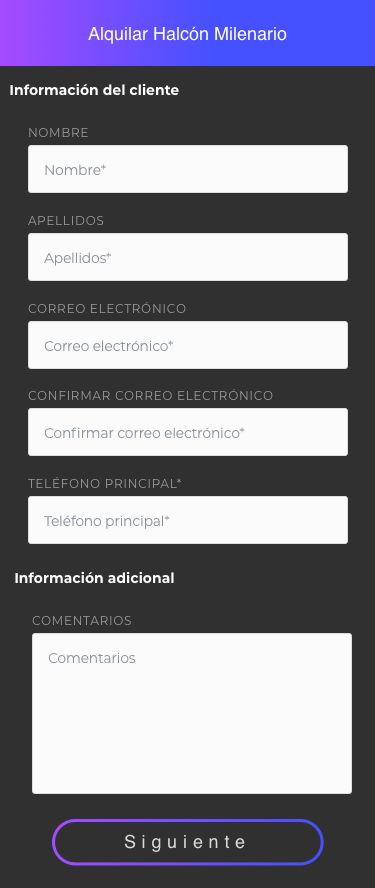 Alquilar Halcón Milenario
Información del cliente
NOMBRE
Nombre*
APELLIDOS
Apellidos*
CORREO ELECTRÓNICO
Correo electrónico*
CONFIRMAR CORREO ELECTRÓNICO
Confirmar correo electrónico*
TELÉFONO PRINCIPAL*
Teléfono principal*
Información adicional
COMENTARIOS
Comentarios
Siguiente